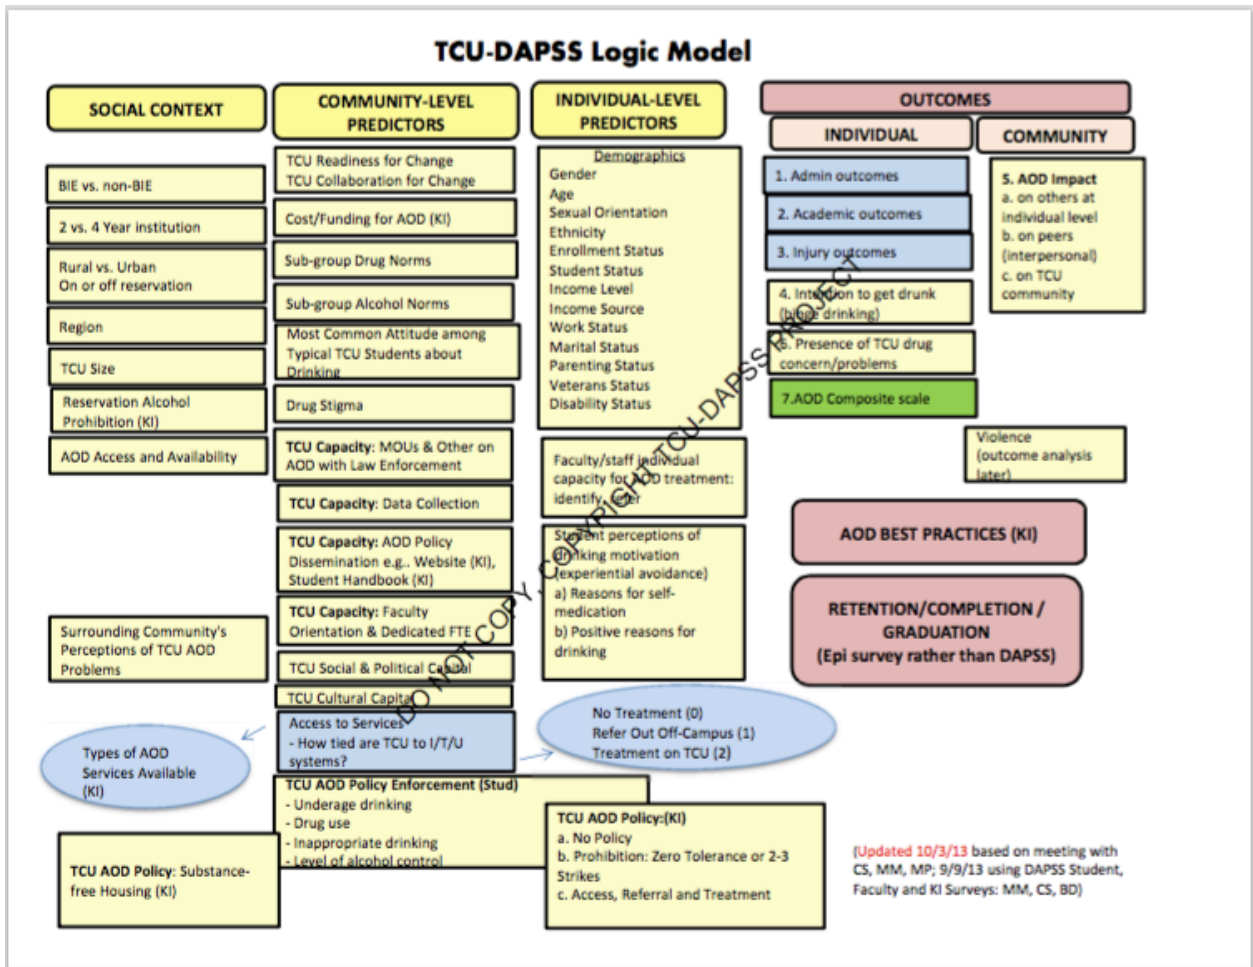 TCU-DAPSS Logic Model
SOCIAL CONTEXT
BIE vs. non-BIE
2 vs. 4 Year institution
Rural vs. Urban
On or off reservation
Region
TCU Size
Reservation Alcohol
Prohibition (KI)
AOD Access and Availability
Surrounding Community's
Perceptions of TCU AOD
Problems
Types of AOD
Services Available
(KI)
TCU AOD Policy: Substance-
free Housing (KI)
COMMUNITY-LEVEL
PREDICTORS
TCU Readiness for Change
TCU Collaboration for Change
Cost/Funding for AOD (KI)
Sub-group Drug Norms
Sub-group Alcohol Norms
Most Common Attitude among
Typical TCU Students about
Drinking
Drug Stigma
TCU Capacity: MOUs & Other on
AOD with Law Enforcement
TCU Capacity: Data Collection
TCU Capacity: AOD Policy
Dissemination e.g.. Website (KI),
Student Handbook (KI)
TCU Capacity: Faculty
Orientation & Dedicated FTE
TCU Social & Political Capital
TCU Cultural Capital
Access to Services
- How tied are TCU to I/T/U
systems?
TCU AOD Policy Enforcement (Stud)
- Underage drinking
- Drug use
- Inappropriate drinking
- Level of alcohol control
INDIVIDUAL-LEVEL
PREDICTORS
Demographics
Gender
Age
Sexual Orientation
Ethnicity
Enrollment Status
Student Status
Income Level
Income Source
Work Status
Marital Status
Parenting Status
Veterans Status
Disability Status
Faculty/staff individual
capacity for AOD treatment:
identify, refer
Student perceptions of
drinking motivation
(experiential avoidance)
a) Reasons for self-
medication
b) Positive reasons for
drinking
No Treatment (0)
Refer Out Off-Campus (1)
Treatment on TCU (2)
TCU AOD Policy:(KI)
a. No Policy
b. Prohibition: Zero Tolerance or 2-3
Strikes
c. Access, Referral and Treatment
OUTCOMES
INDIVIDUAL
1. Admin outcomes
2. Academic outcomes
3. Injury outcomes
4. Intention to get drunk
(binge drinking)
6. Presence of TCU drug
concern/problems
7.AOD Composite scale
COMMUNITY
5. AOD Impact
a. on others at
individual level
b. on peers
(interpersonal)
c. on TCU
community
Violence
(outcome analysis
later)
AOD BEST PRACTICES (KI)
RETENTION/COMPLETION /
GRADUATION
(Epi survey rather than DAPSS)
(Updated 10/3/13 based on meeting with
CS, MM, MP; 9/9/13 using DAPSS Student,
Faculty and KI Surveys: MM, CS, BD)
DO NOT COPY, COPYRIGHT TCU-DAPSS PROJECT